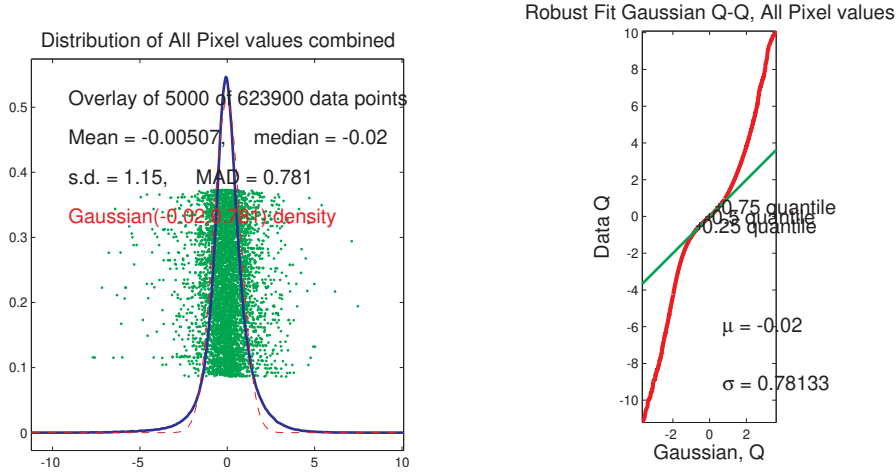 Distribution of All Pixel values combined
Overlay of 5000 of 623900 data points
Mean = -0.00507, median = -0.02
s.d. = 1.15, MAD = 0.781
Gaussian(-0.02,0.781) density
0.5
0.4
0.3
0.2
0.1
0
-10
-5
0
5
10
Robust Fit Gaussian Q-Q, All Pixel values
10
8
6
4
2
0
-2
-4
-6
-8
-10
Data Q
0.75 quantile
0.5 quantile
0.25 quantile
μ = -0.02
σ = 0.78133
-2
0
2
Gaussian, Q